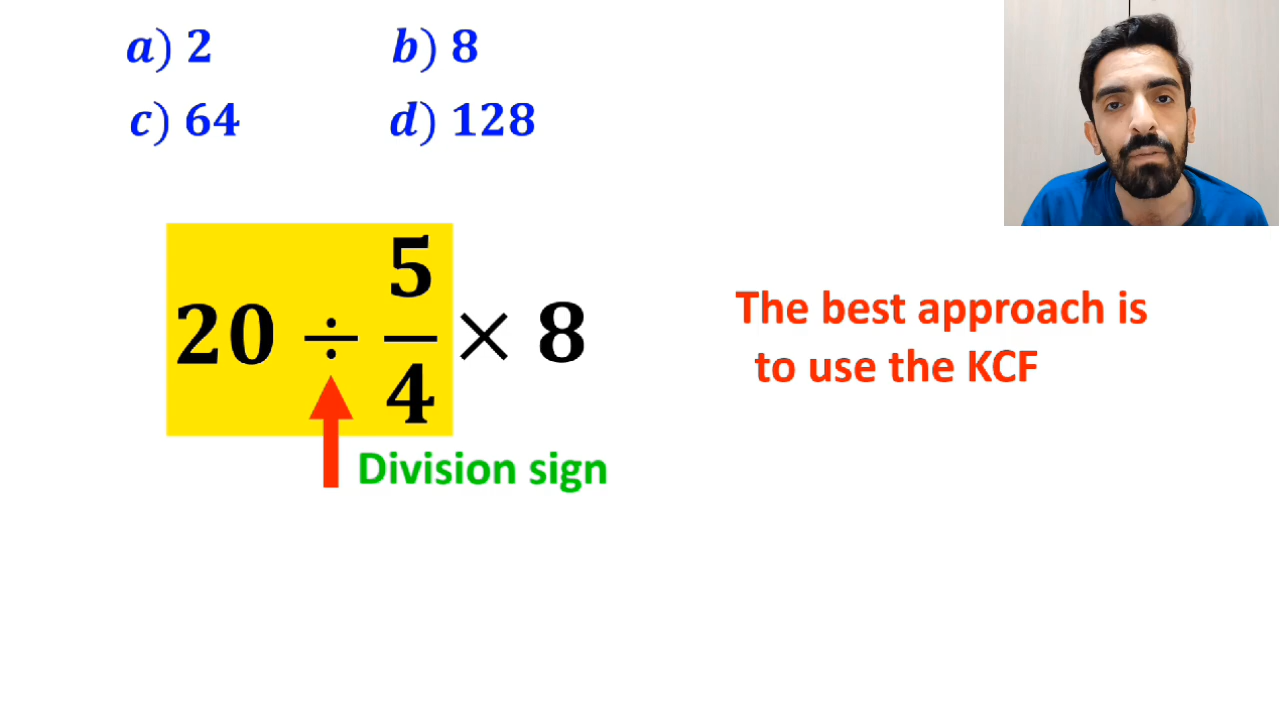 a) 2 b) 8
c) 64 d) 128
20 ÷ 5/4 × 8
The best approach is
to use the KCF
Division sign